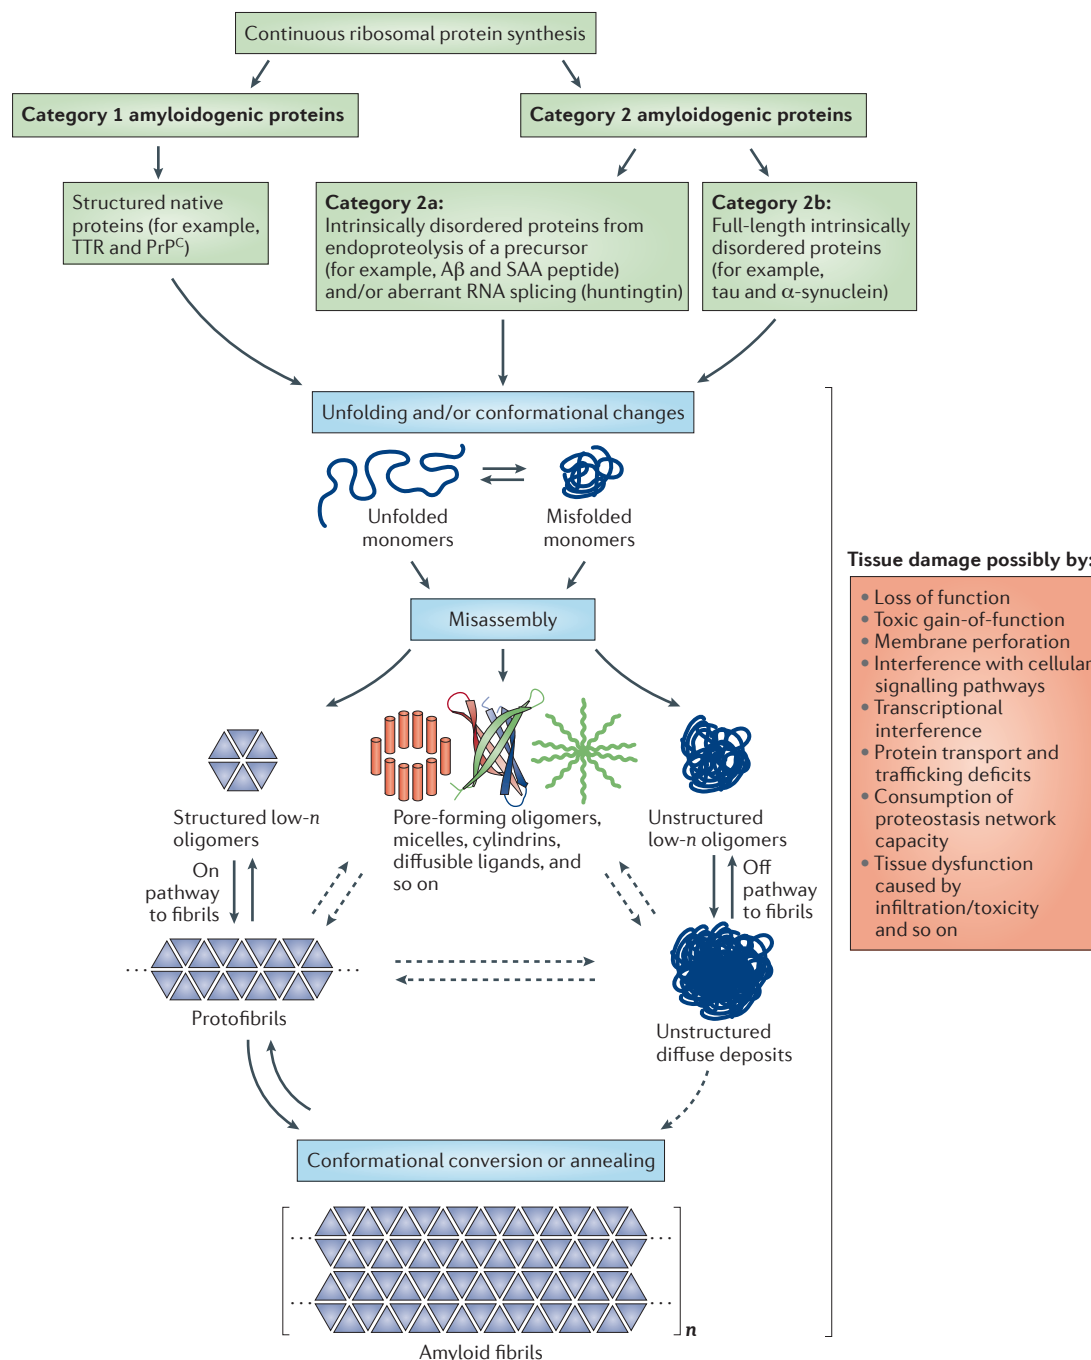 Continuous ribosomal protein synthesis
Category 1 amyloidogenic proteins
Category 2 amyloidogenic proteins
Structured native
proteins (for example,
TTR and PrPᶜ)
Category 2a:
Intrinsically disordered proteins from
endoproteolysis of a precursor
(for example, Aβ and SAA peptide)
and/or aberrant RNA splicing (huntingtin)
Category 2b:
Full-length intrinsically
disordered proteins
(for example,
tau and α-synuclein)
Unfolding and/or conformational changes
Unfolded
monomers
Misfolded
monomers
Misassembly
Structured low-n
oligomers
Pore-forming oligomers,
micelles, cylindrins,
diffusible ligands, and
so on
Unstructured
low-n oligomers
On
pathway
to fibrils
Off
pathway
to fibrils
Protofibrils
Unstructured
diffuse deposits
Conformational conversion or annealing
n
Amyloid fibrils
Tissue damage possibly by:
• Loss of function
• Toxic gain-of-function
• Membrane perforation
• Interference with cellular
signalling pathways
• Transcriptional
interference
• Protein transport and
trafficking deficits
• Consumption of
proteostasis network
capacity
• Tissue dysfunction
caused by
infiltration/toxicity
and so on